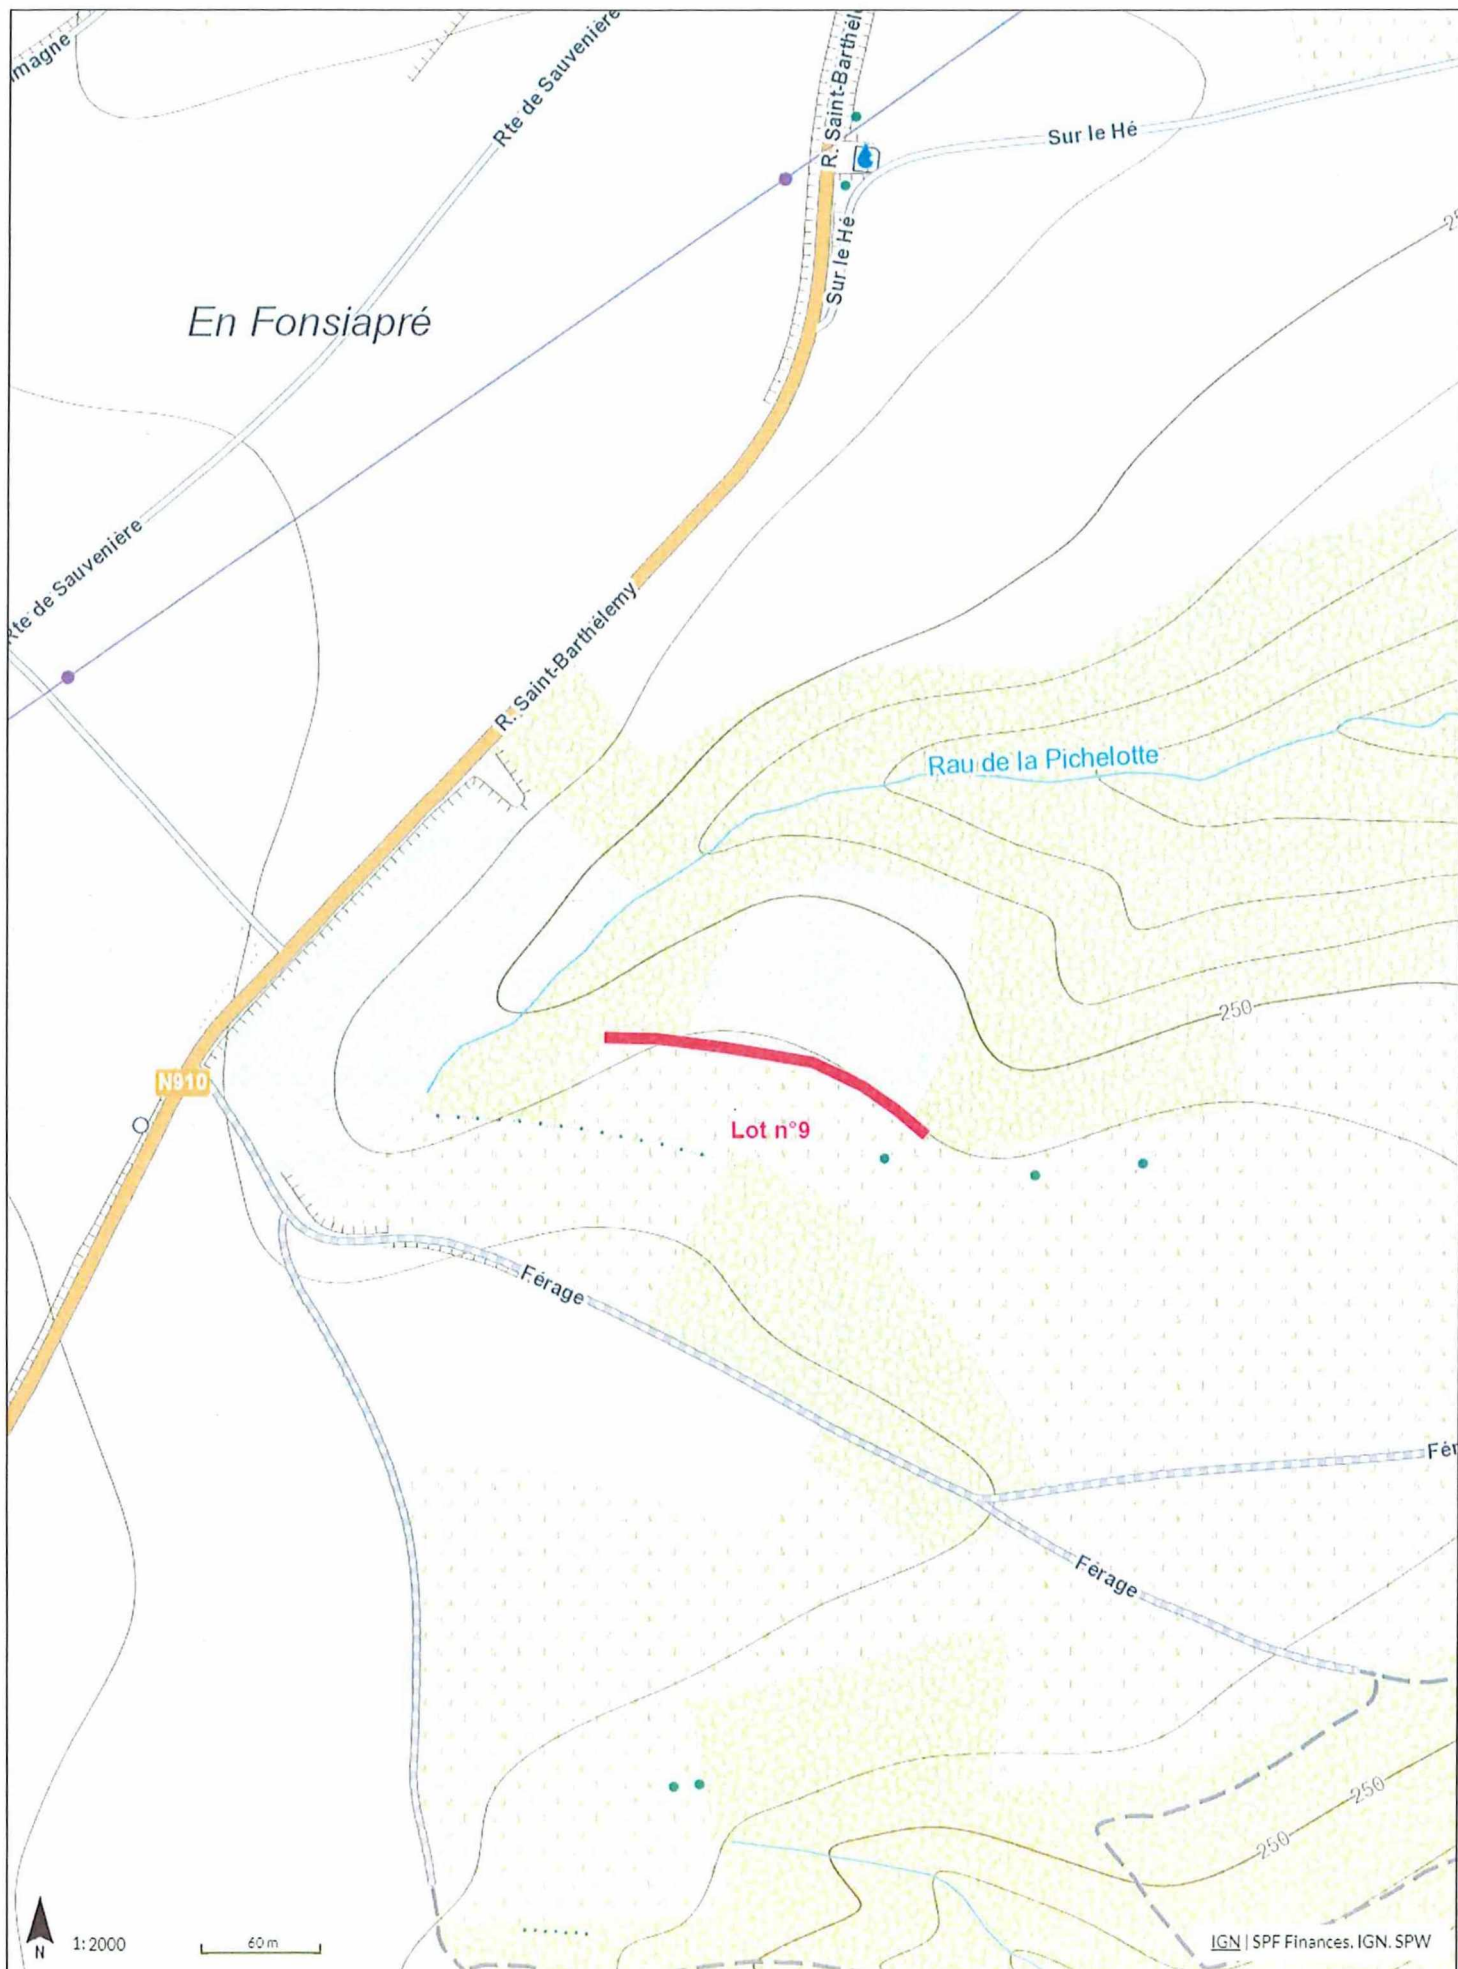 R. Saint-Barthél
Rte de Sauvenière
Sur le Hé
Sur le Hé
En Fonsiapré
Rte de Sauvenière
R. Saint-Barthélemy
Rau de la Pichelotte
250
N910
Lot n°9
Férage
Fér
Férage
250
250
N
1:2000
60 m
IGN | SPF Finances. IGN. SPW